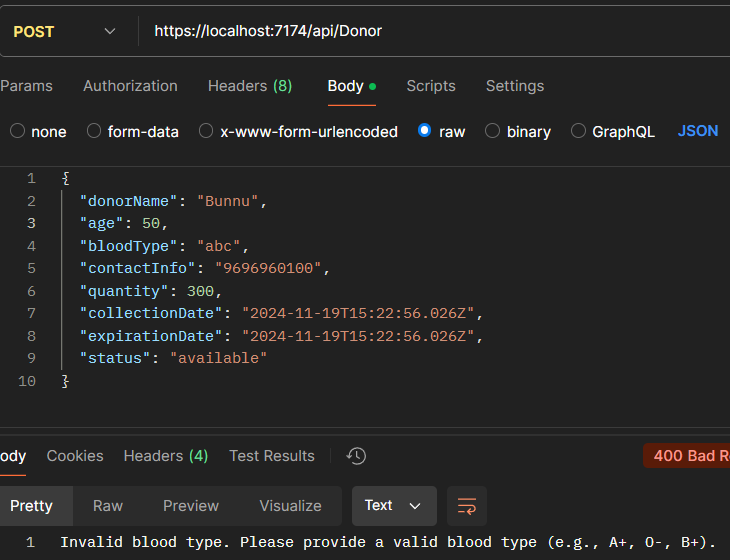 POST https://localhost:7174/api/Donor
Params Authorization Headers (8) Body Scripts Settings
none form-data x-www-form-urlencoded raw binary GraphQL JSON
1 {
2 "donorName": "Bunnu",
3 "age": 50,
4 "bloodType": "abc",
5 "contactInfo": "9696960100",
6 "quantity": 300,
7 "collectionDate": "2024-11-19T15:22:56.026Z",
8 "expirationDate": "2024-11-19T15:22:56.026Z",
9 "status": "available"
10 }
ody Cookies Headers (4) Test Results 400 Bad R
Pretty Raw Preview Visualize Text
1 Invalid blood type. Please provide a valid blood type (e.g., A+, O-, B+).